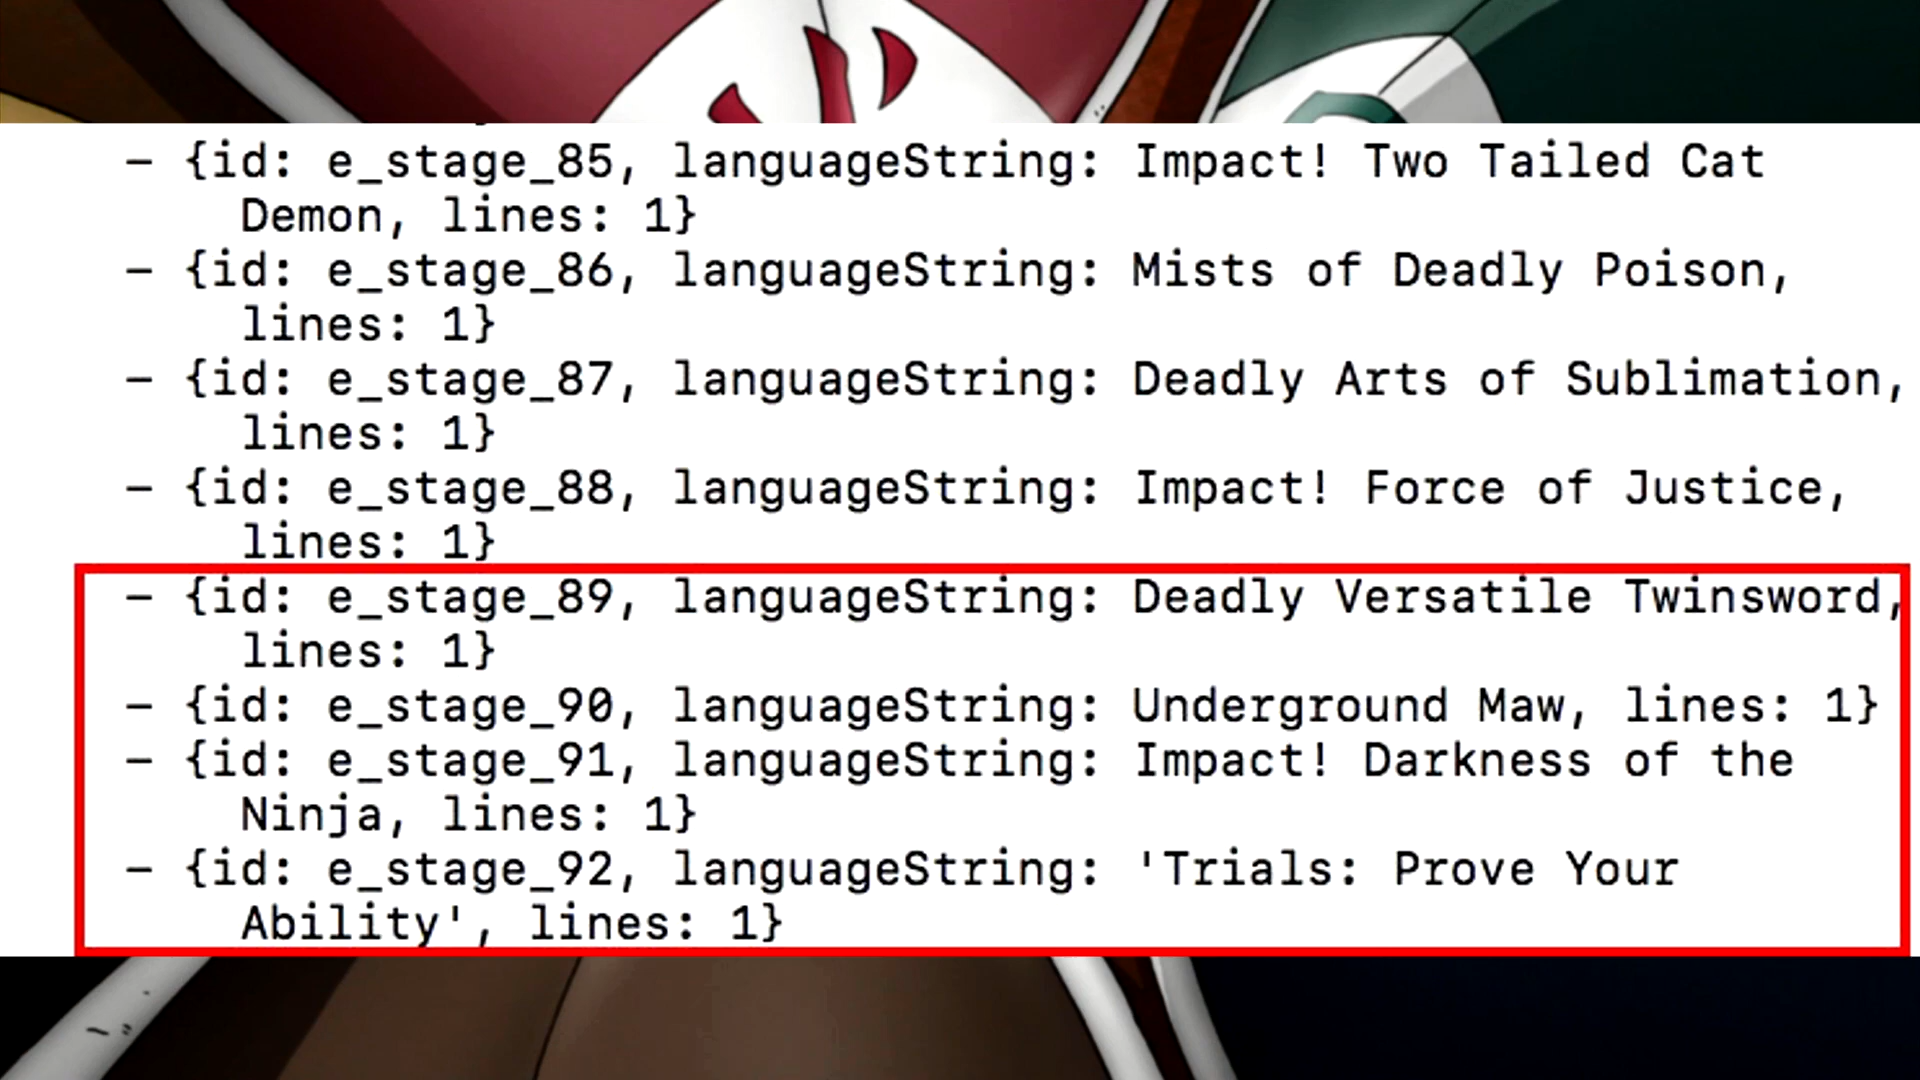 – {id: e_stage_85, languageString: Impact! Two Tailed Cat
Demon, lines: 1}
– {id: e_stage_86, languageString: Mists of Deadly Poison,
lines: 1}
– {id: e_stage_87, languageString: Deadly Arts of Sublimation,
lines: 1}
– {id: e_stage_88, languageString: Impact! Force of Justice,
lines: 1}
– {id: e_stage_89, languageString: Deadly Versatile Twinsword,
lines: 1}
– {id: e_stage_90, languageString: Underground Maw, lines: 1}
– {id: e_stage_91, languageString: Impact! Darkness of the
Ninja, lines: 1}
– {id: e_stage_92, languageString: 'Trials: Prove Your
Ability', lines: 1}